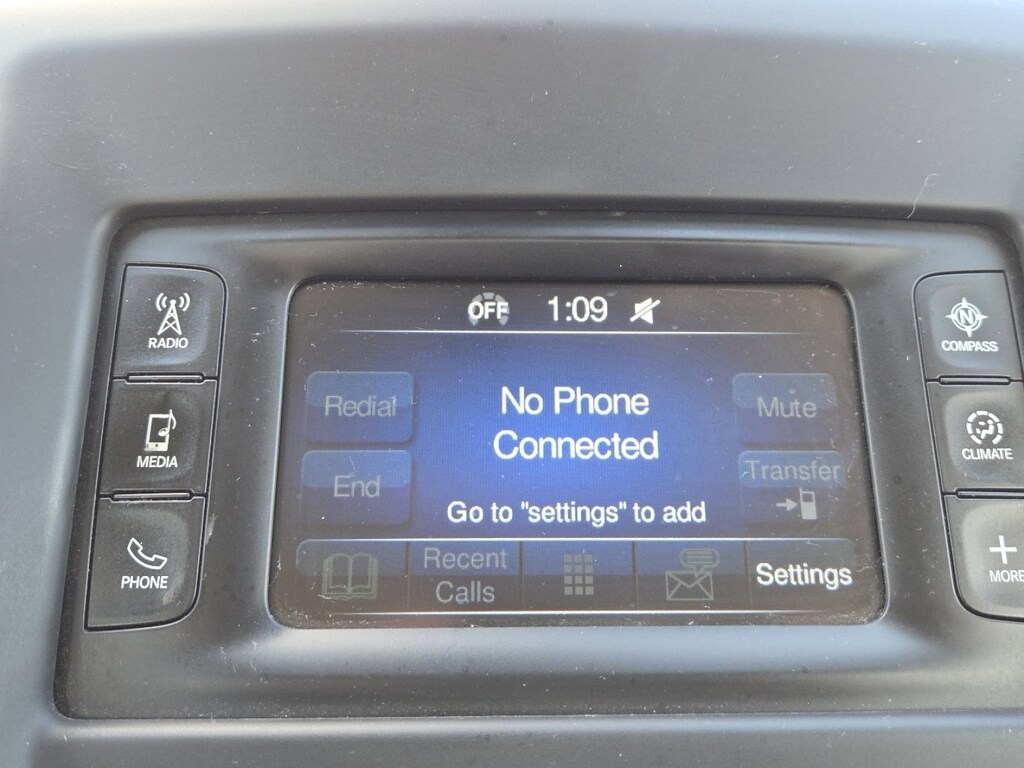 OFF 1:09
RADIO
MEDIA
PHONE
Redial
End
No Phone
Connected
Go to "settings" to add
Mute
Transfer
Recent
Calls
Settings
N
COMPASS
CLIMATE
MORE